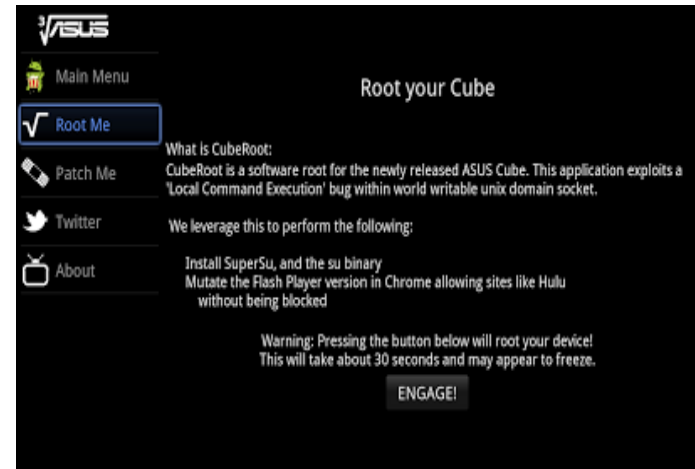 3√ASUS
Main Menu
Root Me
Patch Me
Twitter
About
Root your Cube
What is CubeRoot:
CubeRoot is a software root for the newly released ASUS Cube. This application exploits a
'Local Command Execution' bug within world writable unix domain socket.
We leverage this to perform the following:
Install SuperSu, and the su binary
Mutate the Flash Player version in Chrome allowing sites like Hulu
without being blocked
Warning: Pressing the button below will root your device!
This will take about 30 seconds and may appear to freeze.
ENGAGE!